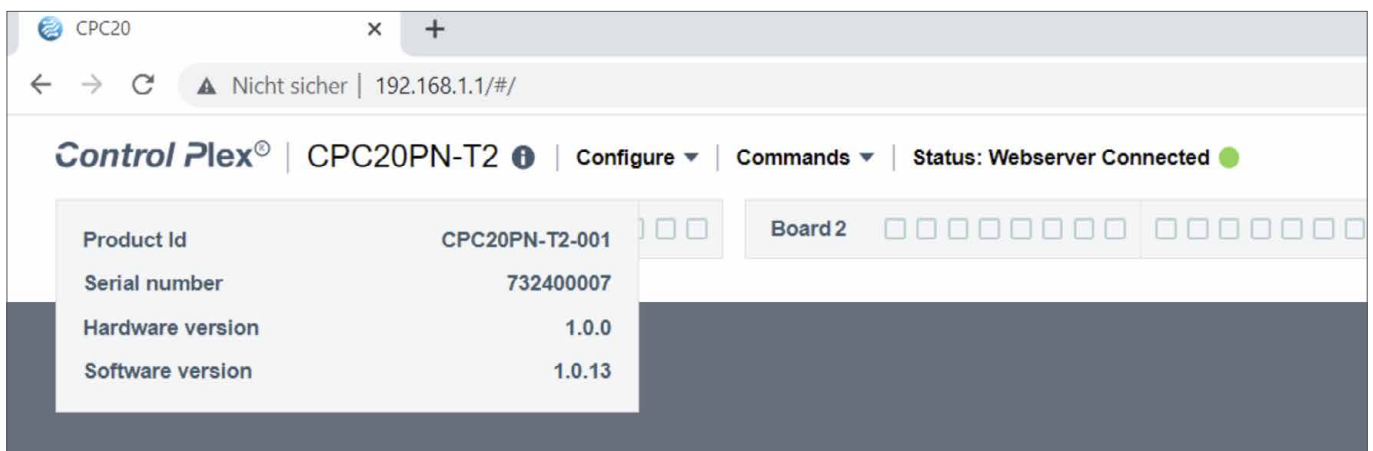 CPC20
Nicht sicher | 192.168.1.1/#/
Control Plex® | CPC20PN-T2 | Configure | Commands | Status: Webserver Connected
Product Id CPC20PN-T2-001 Board 2
Serial number 732400007
Hardware version 1.0.0
Software version 1.0.13